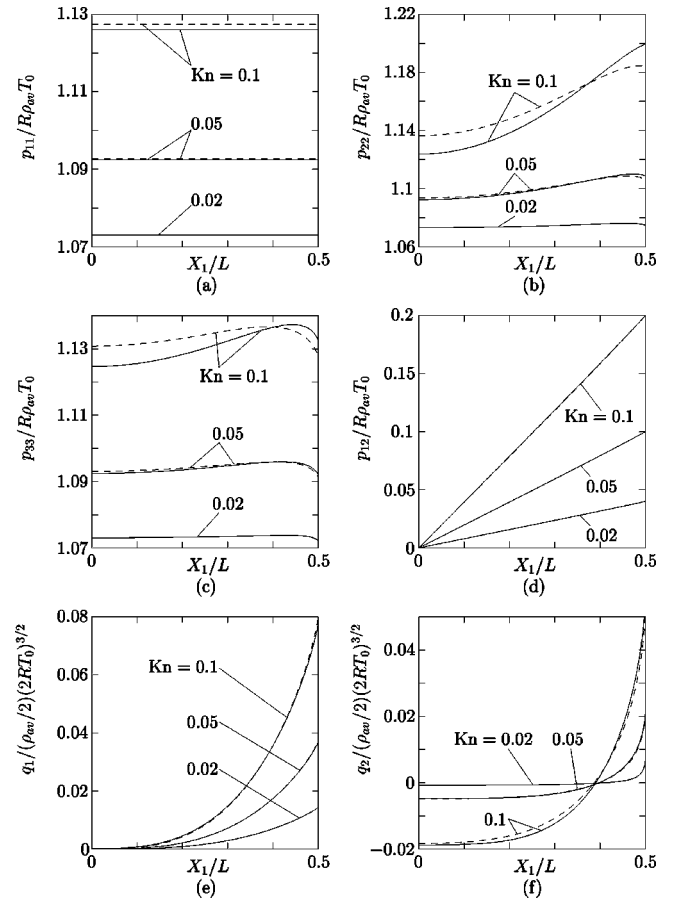 1.13
Kn = 0.1
1.11
0.05
1.09
0.02
1.07
0
X₁/L
0.5
(a)
p₁₁/RρₐᵥT₀
1.22
1.18
Kn = 0.1
1.14
0.05
1.1
0.02
1.06
0
X₁/L
0.5
(b)
p₂₂/RρₐᵥT₀
1.13
Kn = 0.1
1.11
0.05
1.09
0.02
1.07
0
X₁/L
0.5
(c)
p₃₃/Rρₐᵥ​T₀
0.2
0.15
Kn = 0.1
0.1
0.05
0.05
0.02
0
0
X₁/L
0.5
(d)
p₁₂/RρₐᵥT₀
0.08
0.06
Kn = 0.1
0.04
0.05
0.02
0.02
0
0
X₁/L
0.5
(e)
q₁/(ρₐᵥ/2)(2RT₀)^3/2
0.04
0.02
Kn = 0.02
0.05
0
0.1
−0.02
0
X₁/L
0.5
(f)
q₂/(ρₐᵥ/2)(2RT₀)^3/2